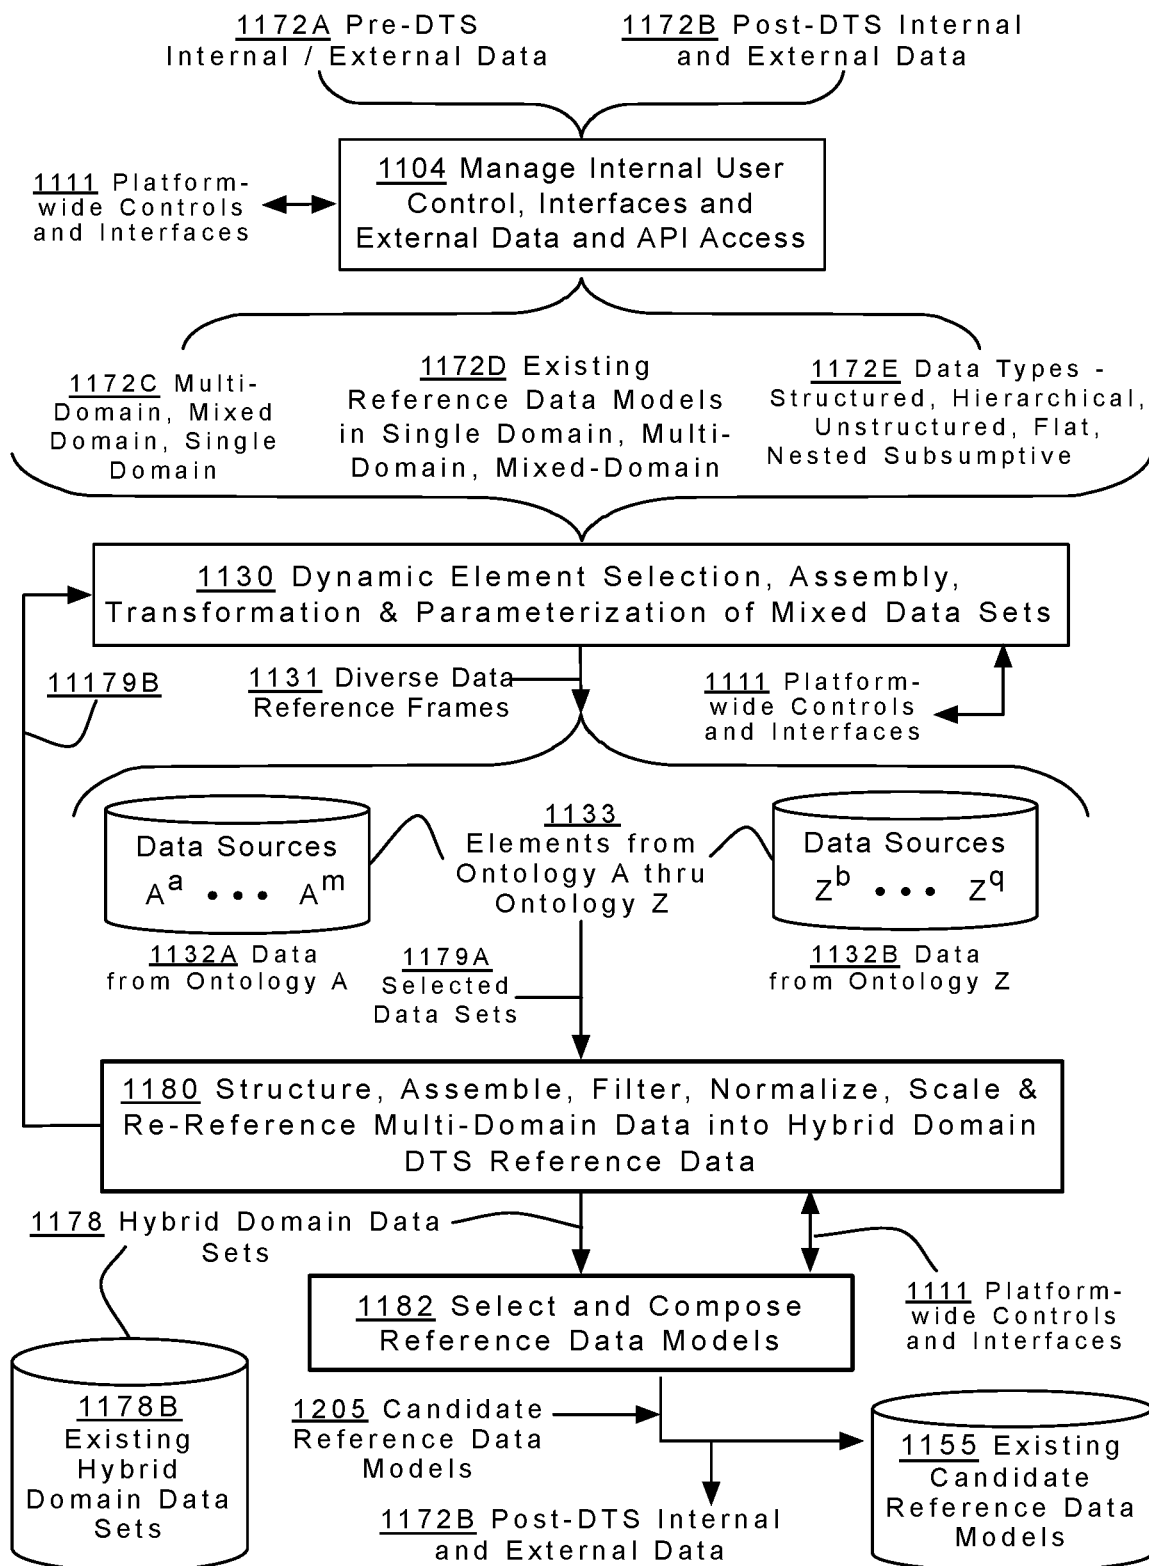 1172A Pre-DTS
Internal / External Data
1172B Post-DTS Internal
and External Data
1104 Manage Internal User
Control, Interfaces and
External Data and API Access
1111 Platform-
wide Controls
and Interfaces
1172C Multi-
Domain, Mixed
Domain, Single
Domain
1172D Existing
Reference Data Models
in Single Domain, Multi-
Domain, Mixed-Domain
1172E Data Types -
Structured, Hierarchical,
Unstructured, Flat,
Nested Subsumptive
1130 Dynamic Element Selection, Assembly,
Transformation & Parameterization of Mixed Data Sets
11179B
1131 Diverse Data
Reference Frames
1111 Platform-
wide Controls
and Interfaces
Data Sources
A^a • • • A^m
1133
Elements from
Ontology A thru
Ontology Z
Data Sources
Z^b • • • Z^q
1132A Data
from Ontology A
1179A
Selected
Data Sets
1132B Data
from Ontology Z
1180 Structure, Assemble, Filter, Normalize, Scale &
Re-Reference Multi-Domain Data into Hybrid Domain
DTS Reference Data
1178 Hybrid Domain Data
Sets
1182 Select and Compose
Reference Data Models
1111 Platform-
wide Controls
and Interfaces
1178B
Existing
Hybrid
Domain Data
Sets
1205 Candidate
Reference Data
Models
1155 Existing
Candidate
Reference Data
Models
1172B Post-DTS Internal
and External Data